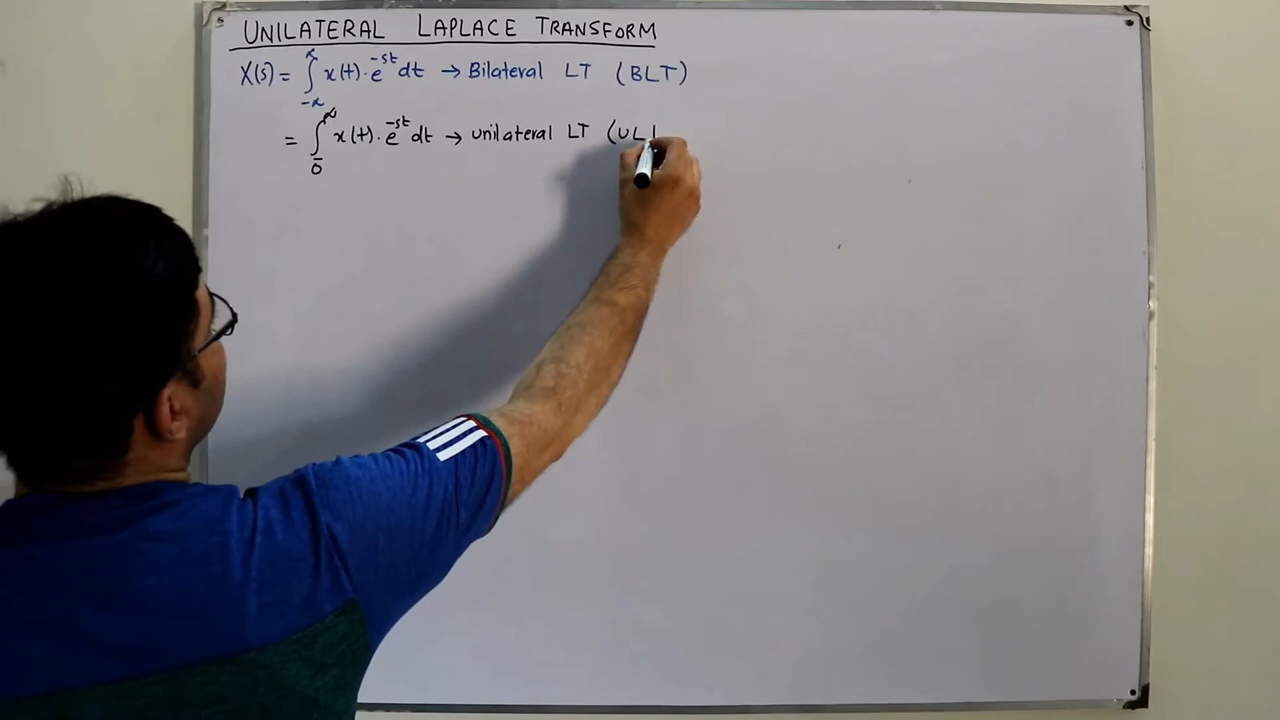 UNILATERAL LAPLACE TRANSFORM
X(s) = ∫_{-∞}^{∞} x(t) · e^{-st} dt → Bilateral LT (BLT)
= ∫_{0^-}^{∞} x(t) · e^{-st} dt → unilateral LT (UL